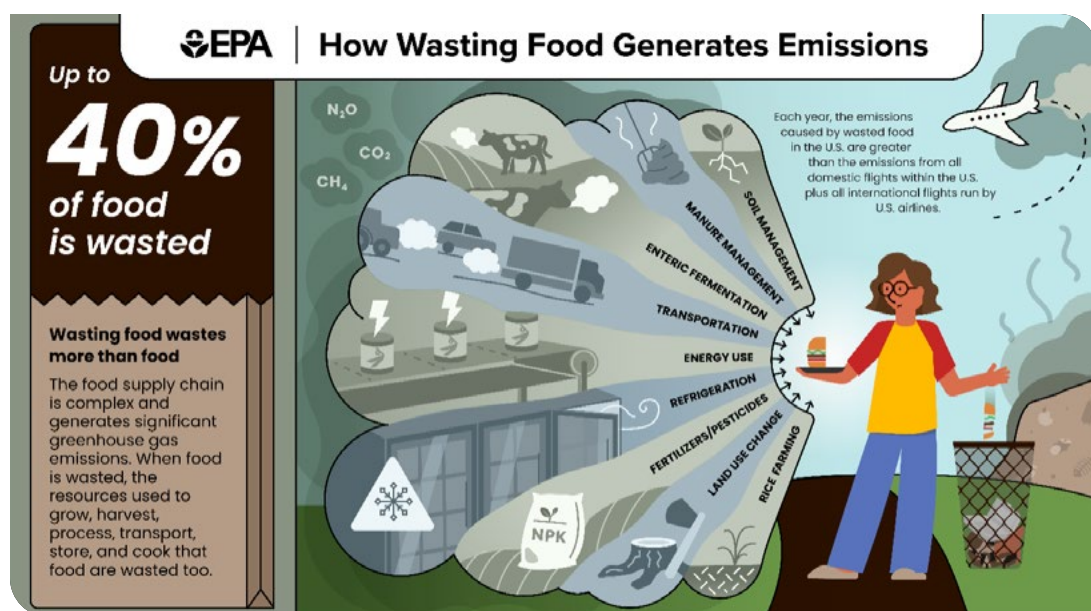 EPA
How Wasting Food Generates Emissions
Up to
40%
of food
is wasted
Wasting food wastes
more than food
The food supply chain
is complex and
generates significant
greenhouse gas
emissions. When food
is wasted, the
resources used to
grow, harvest,
process, transport,
store, and cook that
food are wasted too.
N₂O
CO₂
CH₄
SOIL MANAGEMENT
MANURE MANAGEMENT
ENTERIC FERMENTATION
TRANSPORTATION
ENERGY USE
REFRIGERATION
FERTILIZERS/PESTICIDES
LAND USE CHANGE
RICE FARMING
NPK
Each year, the emissions
caused by wasted food
in the U.S. are greater
than the emissions from all
domestic flights within the U.S.
plus all international flights run by
U.S. airlines.